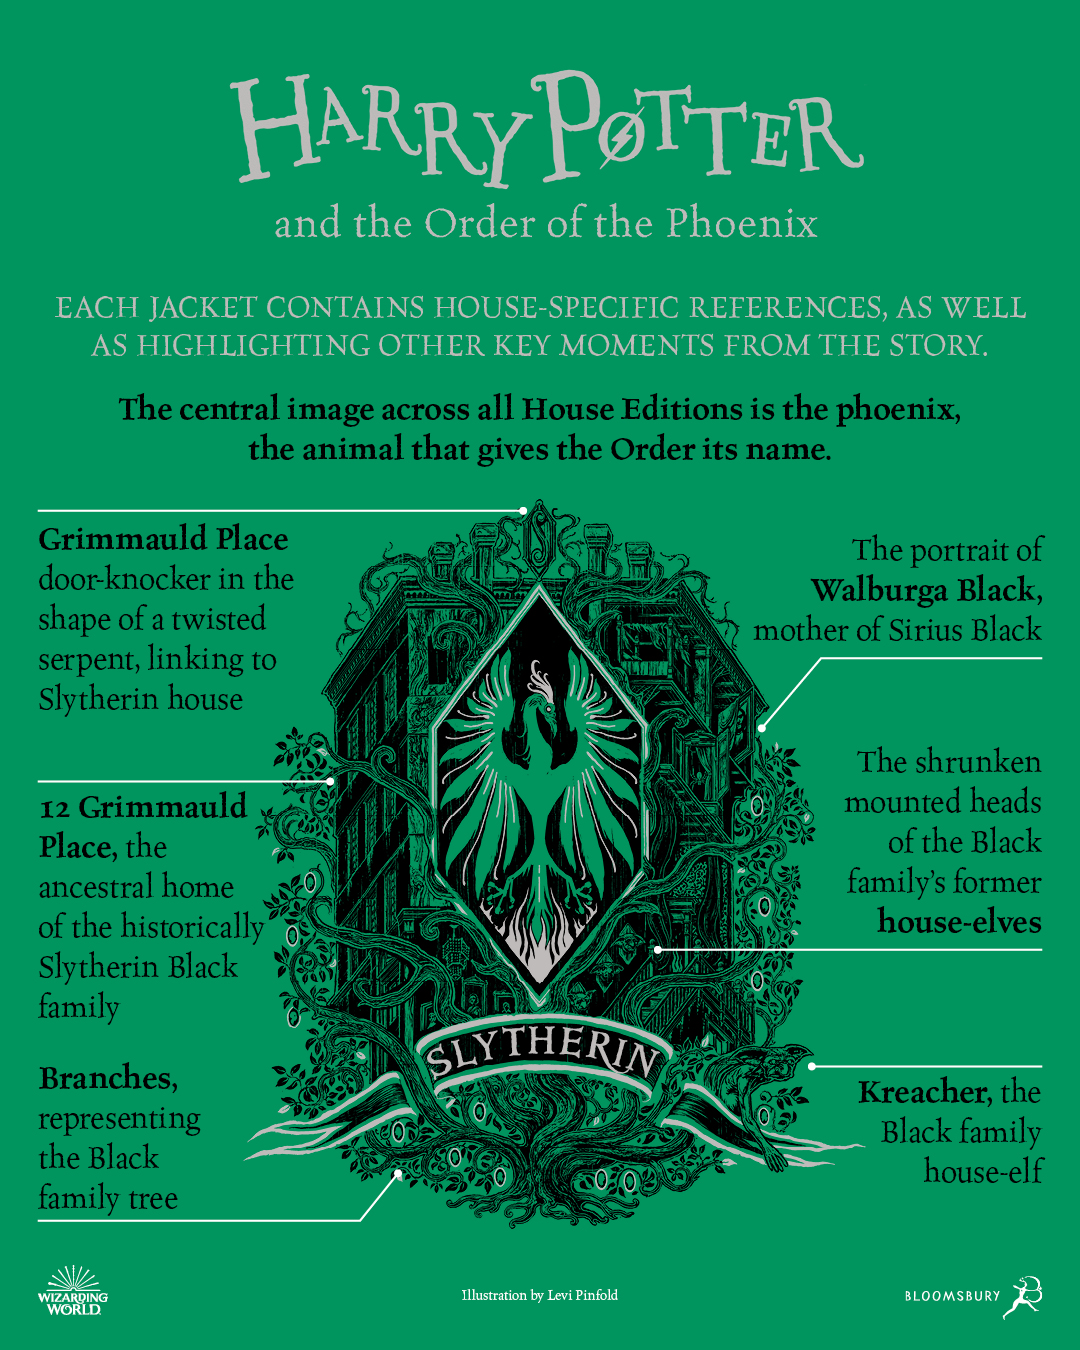 HARRY POTTER
and the Order of the Phoenix
EACH JACKET CONTAINS HOUSE-SPECIFIC REFERENCES, AS WELL
AS HIGHLIGHTING OTHER KEY MOMENTS FROM THE STORY.
The central image across all House Editions is the phoenix,
the animal that gives the Order its name.
Grimmauld Place
door-knocker in the
shape of a twisted
serpent, linking to
Slytherin house
12 Grimmauld
Place, the
ancestral home
of the historically
Slytherin Black
family
Branches,
representing
the Black
family tree
S
SLYTHERIN
The portrait of
Walburga Black,
mother of Sirius Black
The shrunken
mounted heads
of the Black
family's former
house-elves
Kreacher, the
Black family
house-elf
WIZARDING
WORLD
Illustration by Levi Pinfold
BLOOMSBURY